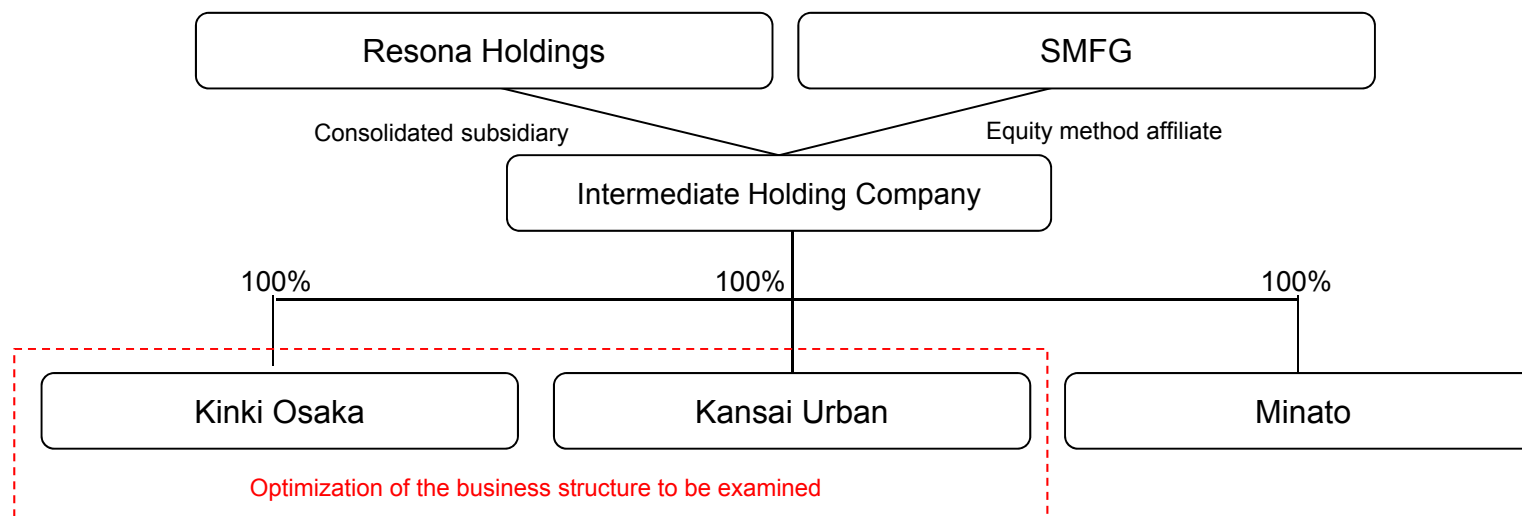 Resona Holdings
SMFG
Consolidated subsidiary
Equity method affiliate
Intermediate Holding Company
100%
100%
100%
Kinki Osaka
Kansai Urban
Minato
Optimization of the business structure to be examined